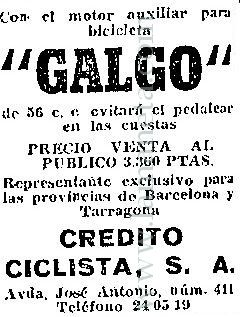 Con el motor auxiliar para
bicicleta
"GALGO"
de 56 c. c. evitará el pedalear
en las cuestas
PRECIO VENTA AL
PUBLICO 3.360 PTAS.
Representante exclusivo para
las provincias de Barcelona y
Tarragona
CREDITO
CICLISTA, S. A.
Avda. José Antonio, núm. 411
Teléfono 24 05 19